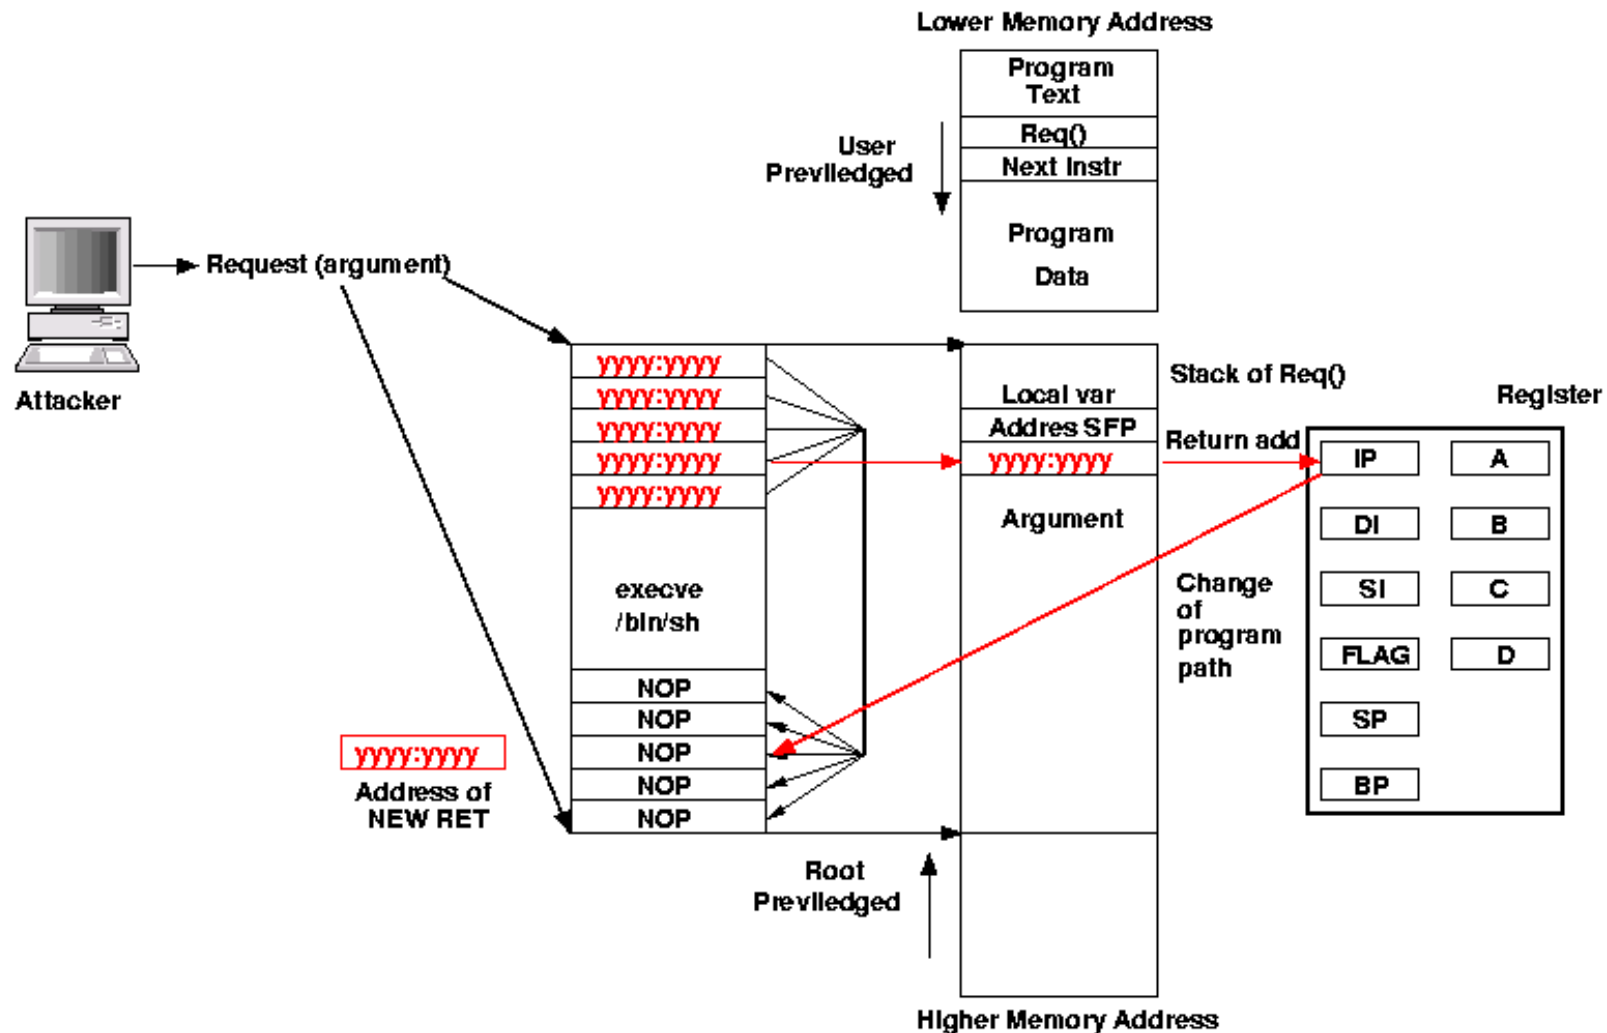 Lower Memory Address
Program
Text
Req()
Next Instr
Program
Data
User
Previledged
Request (argument)
Attacker
yyyy:yyyy
yyyy:yyyy
yyyy:yyyy
yyyy:yyyy
yyyy:yyyy
execve
/bin/sh
NOP
NOP
NOP
NOP
NOP
yyyy:yyyy
Address of
NEW RET
Local var
Addres SFP
yyyy:yyyy
Argument
Stack of Req()
Return add
Change
of
program
path
Register
IP
A
DI
B
SI
C
FLAG
D
SP
BP
Root
Previledged
Higher Memory Address